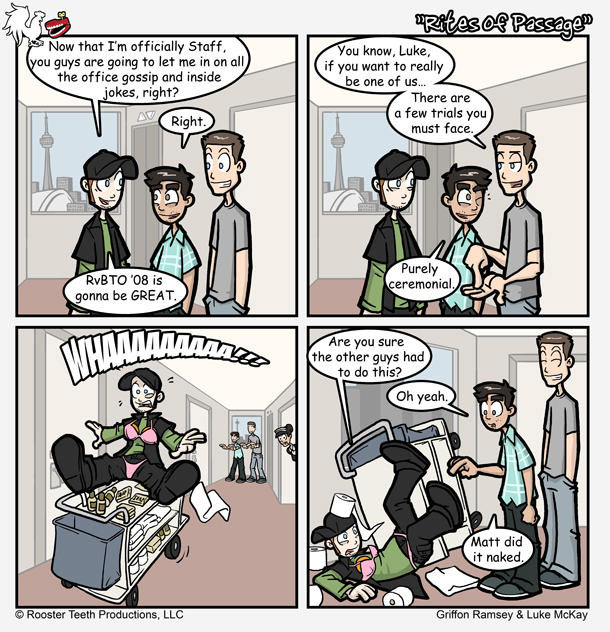 "Rites of Passage"
Now that I'm officially Staff,
you guys are going to let me in on all
the office gossip and inside
jokes, right?
Right.
RvBTO '08 is
gonna be GREAT.
You know, Luke,
if you want to really
be one of us...
There are
a few trials you
must face.
Purely
ceremonial.
WHAAAAAAAAAA!!!
Are you sure
the other guys had
to do this?
Oh yeah.
Matt did
it naked.
© Rooster Teeth Productions, LLC
Griffon Ramsey & Luke McKay